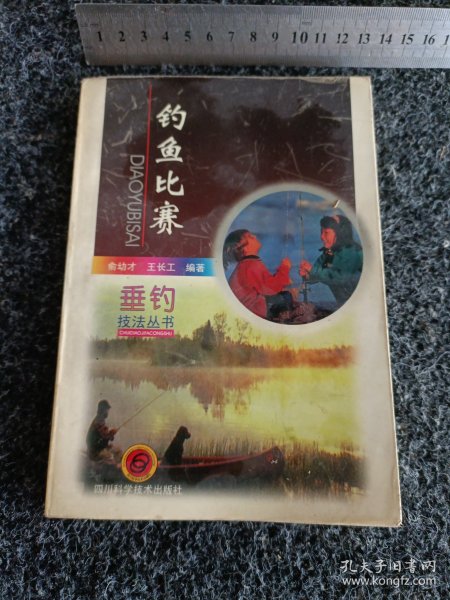 1 2 3 4 5 6 7 8 9 10 11 12 13 14 15 16
钓鱼比赛
DIAOYUBISAI
俞幼才 王长工 编著
垂钓
技法丛书
CHUIDIAOJIFACONGSHU
四川科学技术出版社
孔夫子旧书网
www.kongfz.com